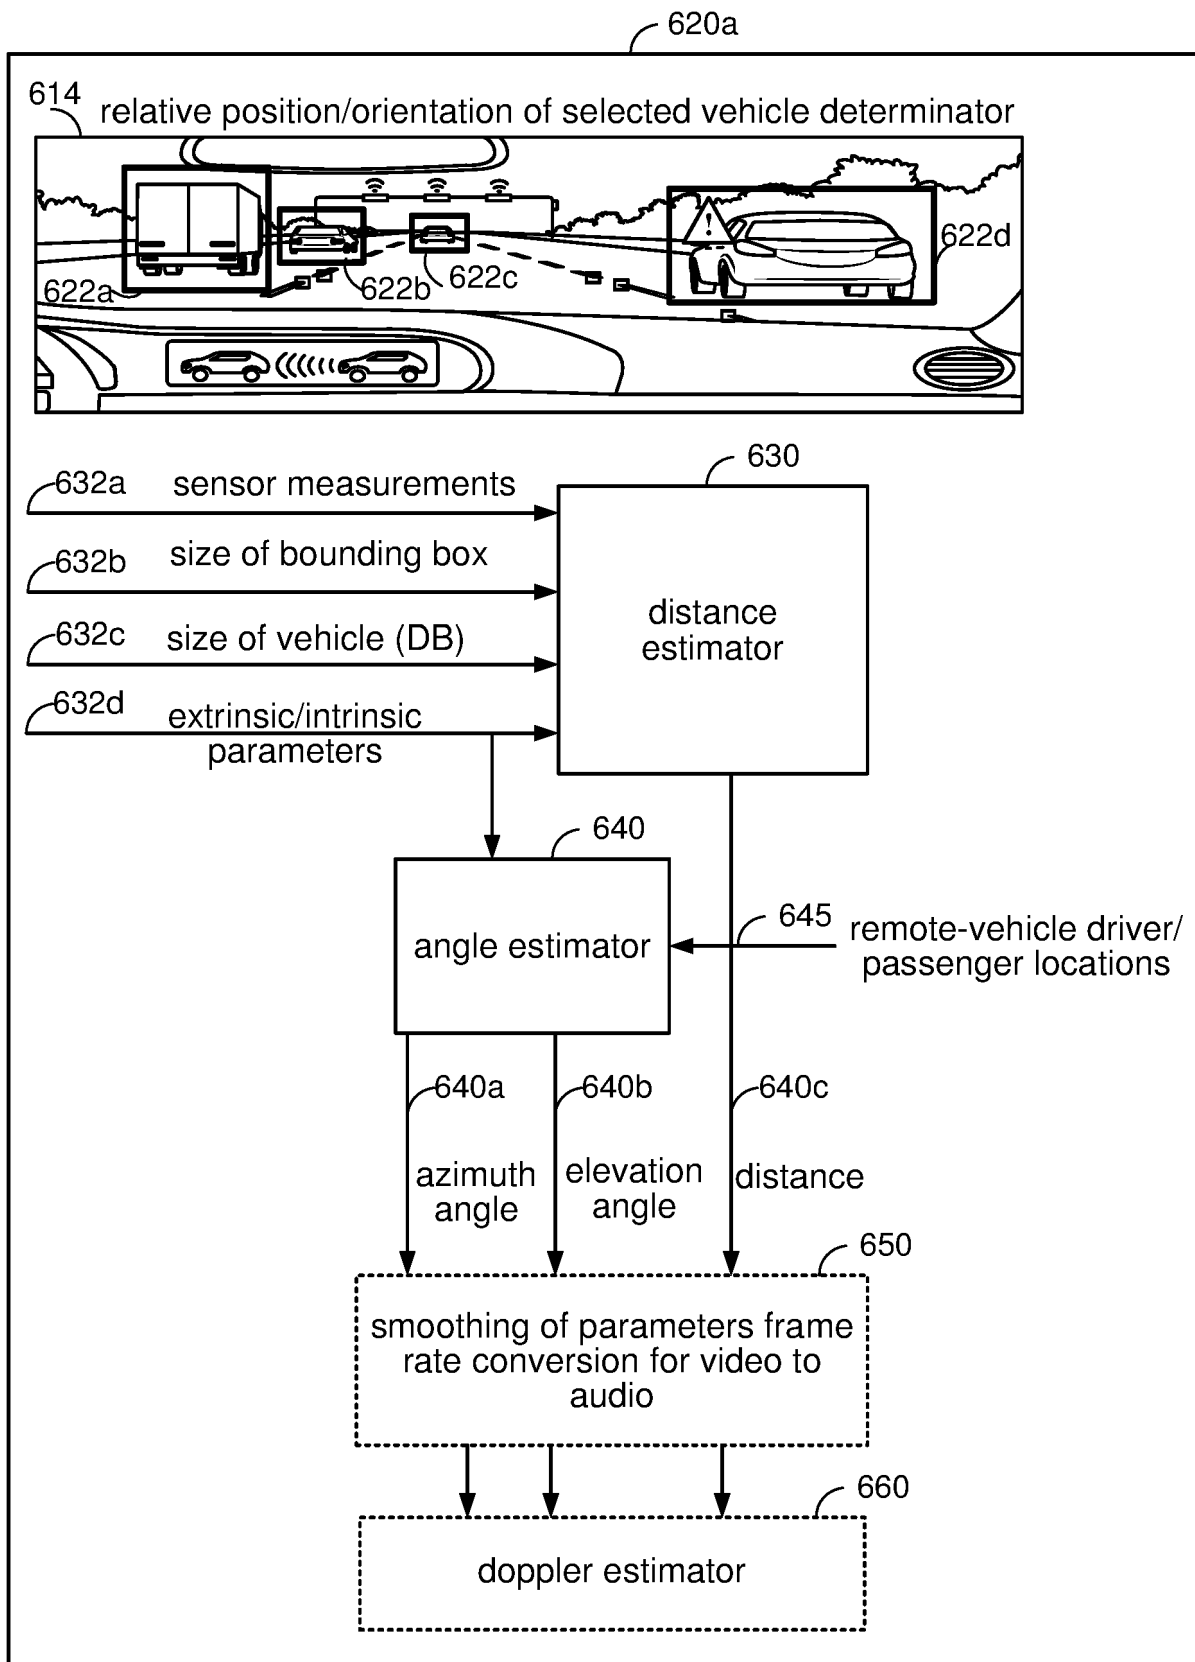 620a
614
relative position/orientation of selected vehicle determinator
!
622a
622b
622c
622d
632a
sensor measurements
632b
size of bounding box
632c
size of vehicle (DB)
632d
extrinsic/intrinsic
parameters
630
distance
estimator
640
angle estimator
645
remote-vehicle driver/
passenger locations
640a
azimuth
angle
640b
elevation
angle
640c
distance
650
smoothing of parameters frame
rate conversion for video to
audio
660
doppler estimator